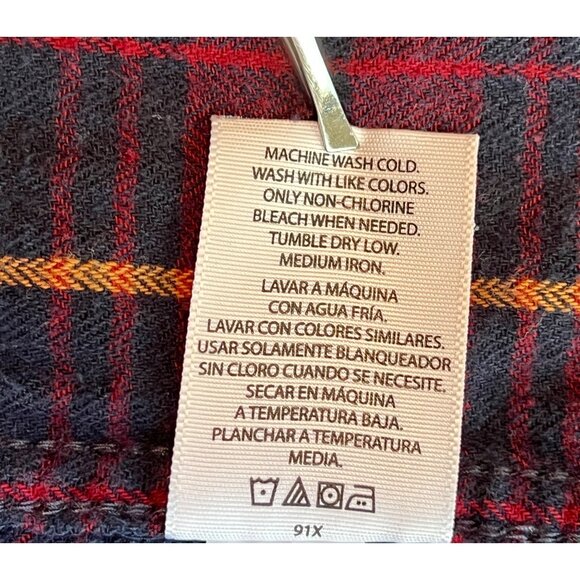 MACHINE WASH COLD.
WASH WITH LIKE COLORS.
ONLY NON-CHLORINE
BLEACH WHEN NEEDED.
TUMBLE DRY LOW.
MEDIUM IRON.
LAVAR A MÁQUINA
CON AGUA FRÍA.
LAVAR CON COLORES SIMILARES.
USAR SOLAMENTE BLANQUEADOR
SIN CLORO CUANDO SE NECESITE.
SECAR EN MÁQUINA
A TEMPERATURA BAJA.
PLANCHAR A TEMPERATURA
MEDIA.
91X